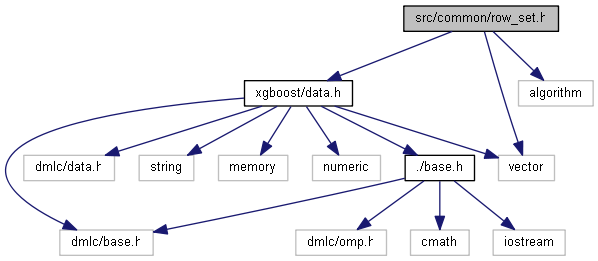 src/common/row_set.h
xgboost/data.h
algorithm
dmlc/data.h
string
memory
numeric
./base.h
vector
dmlc/base.h
dmlc/omp.h
cmath
iostream